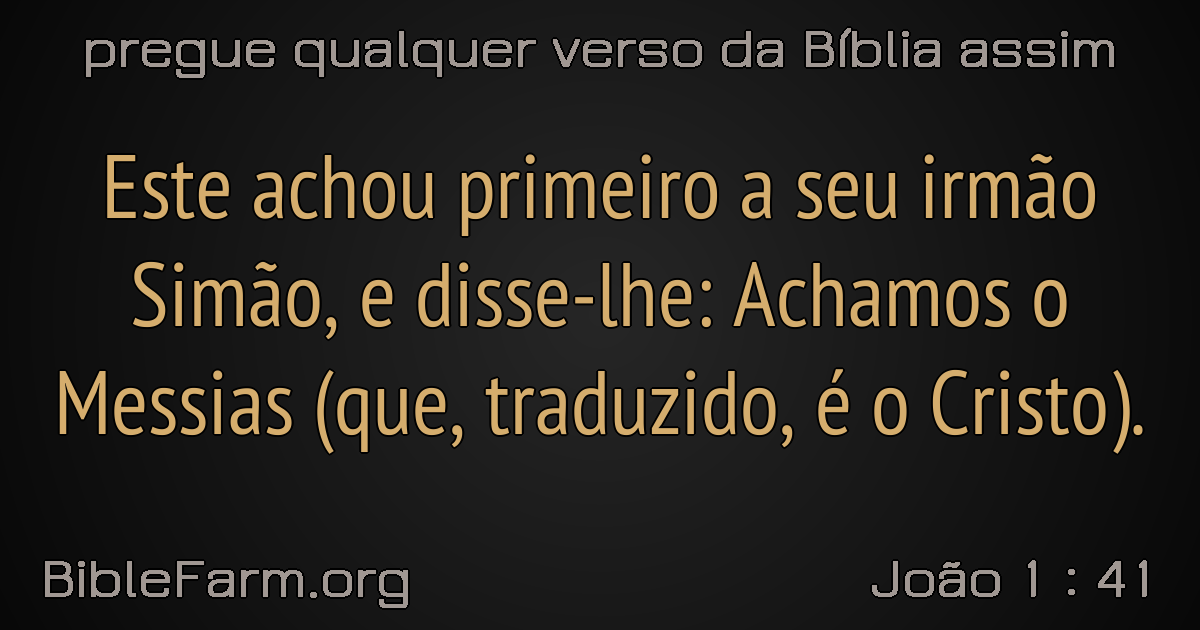 pregue qualquer verso da Bíblia assim
Este achou primeiro a seu irmão
Simão, e disse-lhe: Achamos o
Messias (que, traduzido, é o Cristo).
BibleFarm.org
João 1 : 41